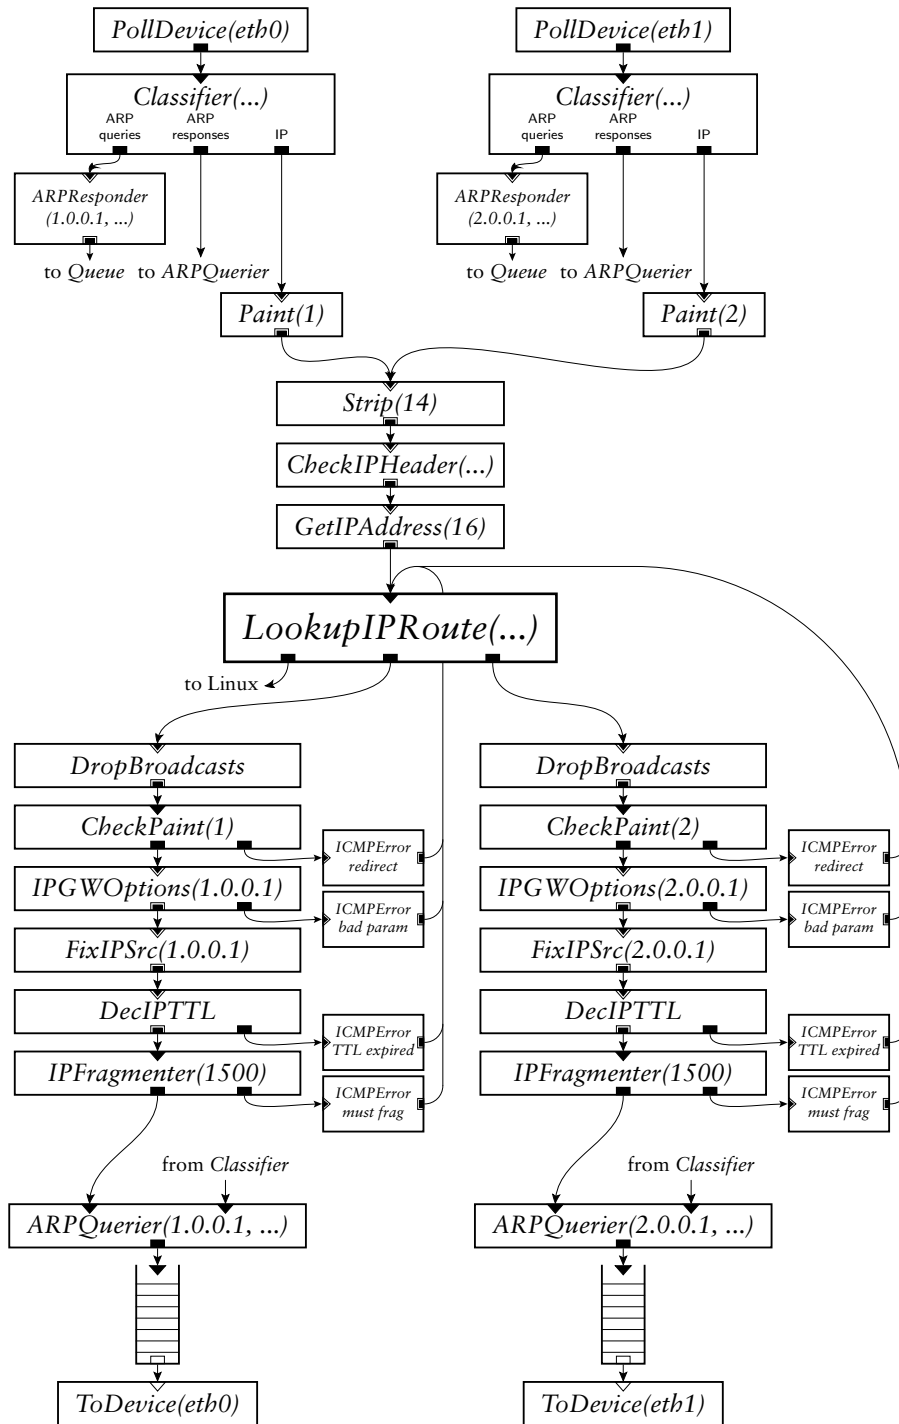 PollDevice(eth0)
PollDevice(eth1)
Classifier(...)
ARP queries
ARP responses
IP
Classifier(...)
ARP queries
ARP responses
IP
ARPResponder
(1.0.0.1, ...)
ARPResponder
(2.0.0.1, ...)
to Queue
to ARPQuerier
to Queue
to ARPQuerier
Paint(1)
Paint(2)
Strip(14)
CheckIPHeader(...)
GetIPAddress(16)
LookupIPRoute(...)
to Linux
DropBroadcasts
DropBroadcasts
CheckPaint(1)
ICMPError
redirect
CheckPaint(2)
ICMPError
redirect
IPGWOptions(1.0.0.1)
ICMPError
bad param
IPGWOptions(2.0.0.1)
ICMPError
bad param
FixIPSrc(1.0.0.1)
FixIPSrc(2.0.0.1)
DecIPTTL
ICMPError
TTL expired
DecIPTTL
ICMPError
TTL expired
IPFragmenter(1500)
ICMPError
must frag
IPFragmenter(1500)
ICMPError
must frag
from Classifier
from Classifier
ARPQuerier(1.0.0.1, ...)
ARPQuerier(2.0.0.1, ...)
ToDevice(eth0)
ToDevice(eth1)